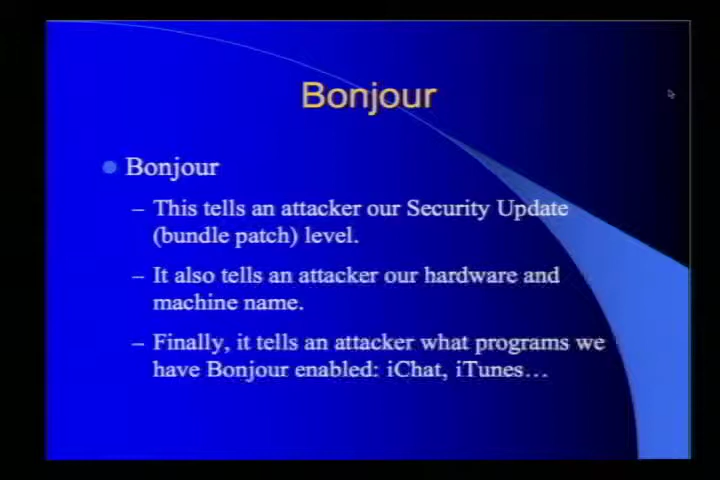 Bonjour
Bonjour
– This tells an attacker our Security Update
(bundle patch) level.
– It also tells an attacker our hardware and
machine name.
– Finally, it tells an attacker what programs we
have Bonjour enabled: iChat, iTunes…